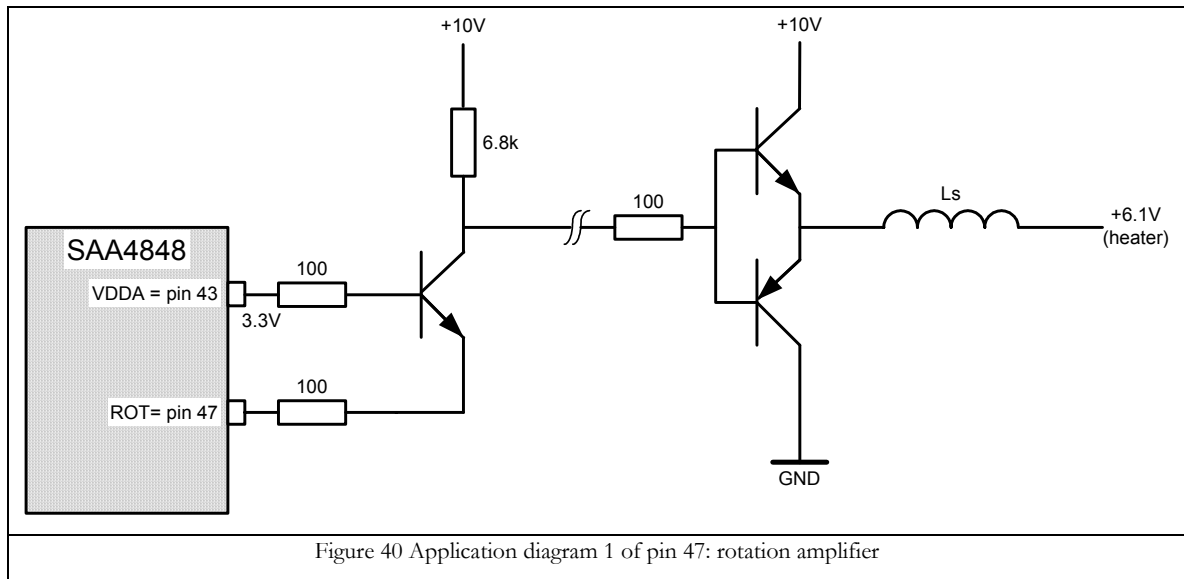 +10V
+10V
6.8k
100
Ls
+6.1V
(heater)
SAA4848
VDDA = pin 43
100
3.3V
ROT= pin 47
100
GND
Figure 40 Application diagram 1 of pin 47: rotation amplifier